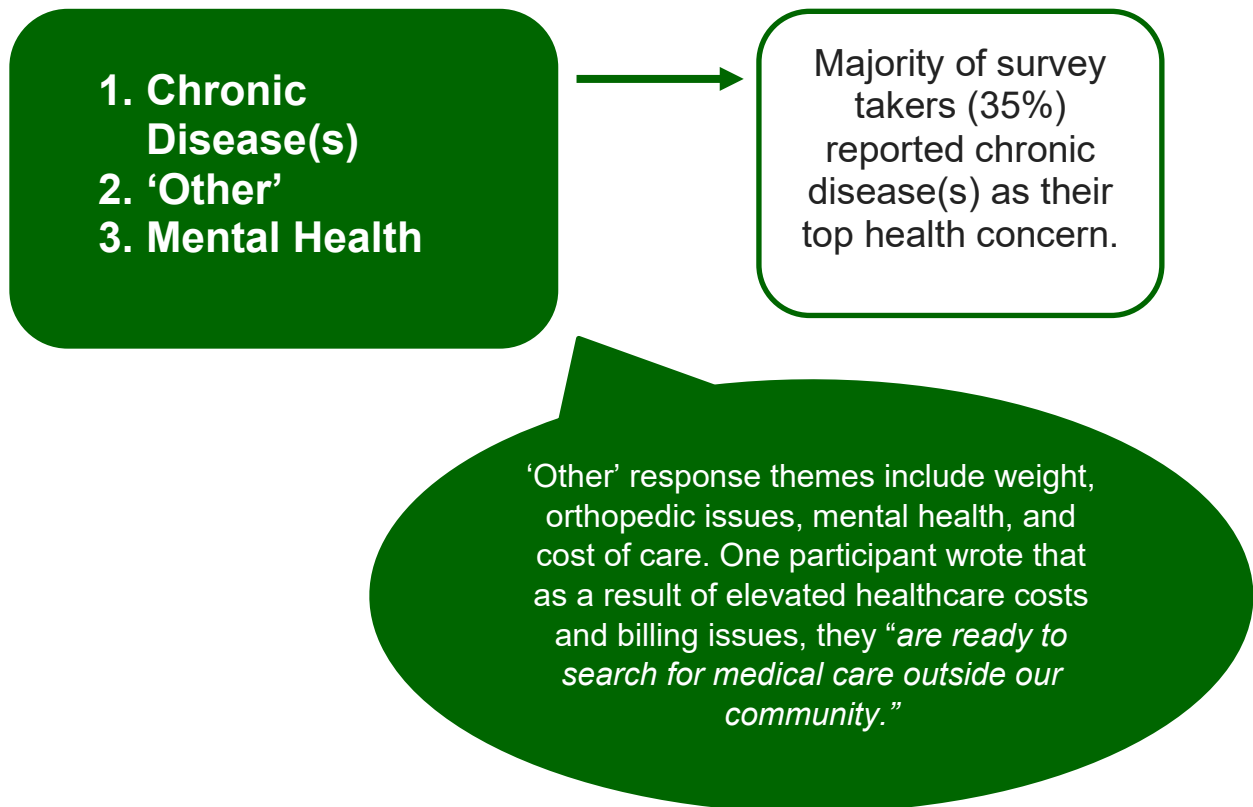 1. Chronic
Disease(s)
2. ‘Other’
3. Mental Health
Majority of survey
takers (35%)
reported chronic
disease(s) as their
top health concern.
‘Other’ response themes include weight,
orthopedic issues, mental health, and
cost of care. One participant wrote that
as a result of elevated healthcare costs
and billing issues, they “are ready to
search for medical care outside our
community.”